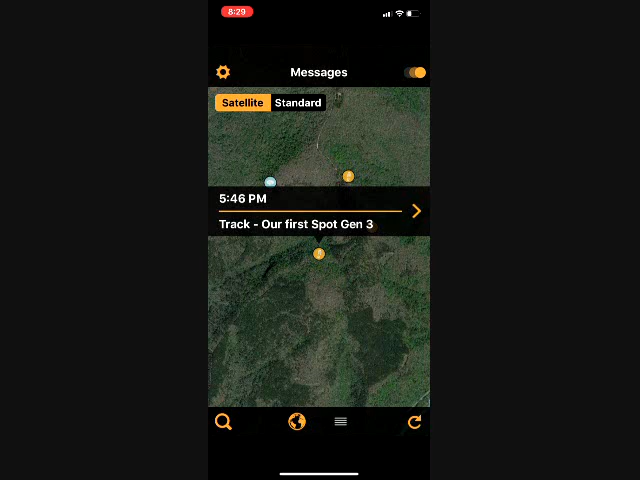 8:29
Messages
Satellite Standard
5:46 PM
Track - Our first Spot Gen 3